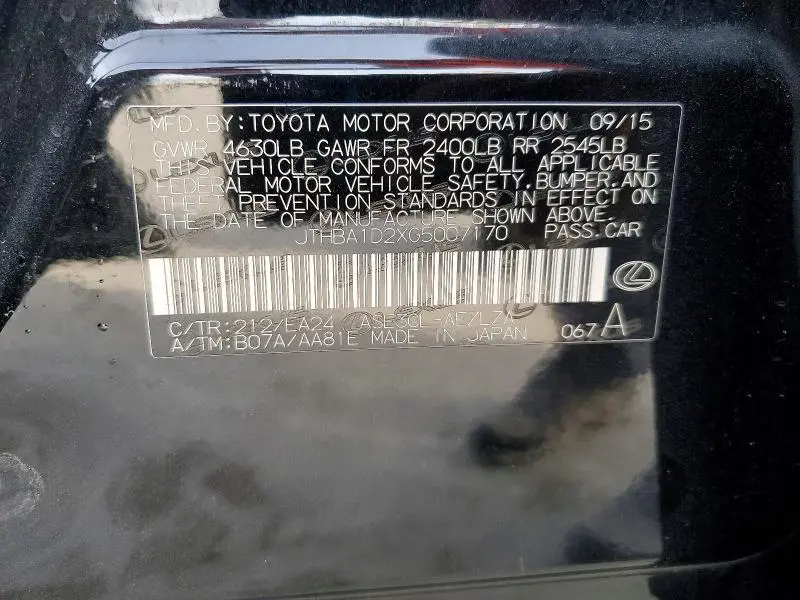 MFD. BY: TOYOTA MOTOR CORPORATION 09/15
GVWR 4630LB GAWR FR 2400LB RR 2545LB
THIS VEHICLE CONFORMS TO ALL APPLICABLE
FEDERAL MOTOR VEHICLE SAFETY, BUMPER, AND
THEFT PREVENTION STANDARDS IN EFFECT ON
THE DATE OF MANUFACTURE SHOWN ABOVE.
JTHBA1D2XG5007170 PASS. CAR
C/TR: 212/EA24 ASE30L-AEZLZA
A/TM: B07A/AA81E MADE IN JAPAN 067 A